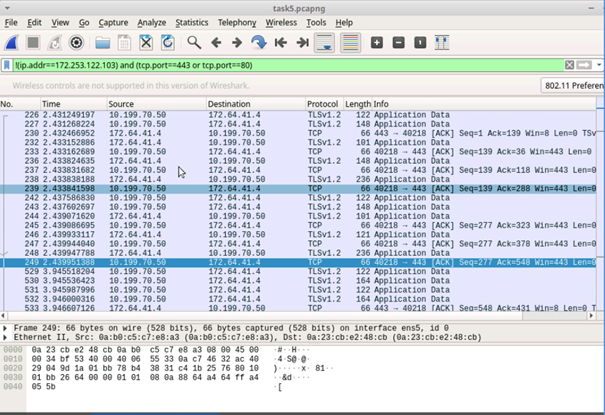 task5.pcapng
File Edit View Go Capture Analyze Statistics Telephony Wireless Tools Help
!(ip.addr==172.253.122.103) and (tcp.port==443 or tcp.port==80)
Wireless controls are not supported in this version of Wireshark. 802.11 Preferen
No. Time Source Destination Protocol Length Info
226 2.431249197 10.199.70.50 172.64.41.4 TLSv1.2 122 Application Data
227 2.431268224 10.199.70.50 172.64.41.4 TLSv1.2 148 Application Data
230 2.432466952 172.64.41.4 10.199.70.50 TCP 66 443 → 40218 [ACK] Seq=1 Ack=139 Win=8 Len=0 TSv
232 2.433152886 172.64.41.4 10.199.70.50 TLSv1.2 101 Application Data
233 2.433162689 10.199.70.50 172.64.41.4 TCP 66 40218 → 443 [ACK] Seq=139 Ack=36 Win=443 Len=0
236 2.433824635 172.64.41.4 10.199.70.50 TLSv1.2 148 Application Data
237 2.433831682 10.199.70.50 172.64.41.4 TCP 66 40218 → 443 [ACK] Seq=139 Ack=118 Win=443 Len=0
238 2.433838188 172.64.41.4 10.199.70.50 TLSv1.2 236 Application Data
239 2.433841598 10.199.70.50 172.64.41.4 TCP 66 40218 → 443 [ACK] Seq=139 Ack=288 Win=443 Len=0
242 2.437586830 10.199.70.50 172.64.41.4 TLSv1.2 122 Application Data
243 2.437602697 10.199.70.50 172.64.41.4 TLSv1.2 148 Application Data
244 2.439071620 172.64.41.4 10.199.70.50 TLSv1.2 101 Application Data
245 2.439086695 10.199.70.50 172.64.41.4 TCP 66 40218 → 443 [ACK] Seq=277 Ack=323 Win=443 Len=0
246 2.439933117 172.64.41.4 10.199.70.50 TLSv1.2 121 Application Data
247 2.439944040 10.199.70.50 172.64.41.4 TCP 66 40218 → 443 [ACK] Seq=277 Ack=378 Win=443 Len=0
248 2.439947788 172.64.41.4 10.199.70.50 TLSv1.2 236 Application Data
249 2.439951388 10.199.70.50 172.64.41.4 TCP 66 40218 → 443 [ACK] Seq=277 Ack=548 Win=443 Len=0
529 3.945518204 10.199.70.50 172.64.41.4 TLSv1.2 122 Application Data
530 3.945536423 10.199.70.50 172.64.41.4 TLSv1.2 164 Application Data
531 3.945987996 10.199.70.50 172.64.41.4 TLSv1.2 122 Application Data
532 3.946000316 10.199.70.50 172.64.41.4 TLSv1.2 164 Application Data
533 3.946607126 172.64.41.4 10.199.70.50 TCP 66 443 → 40218 [ACK] Seq=548 Ack=431 Win=8 Len=0 T
Frame 249: 66 bytes on wire (528 bits), 66 bytes captured (528 bits) on interface ens5, id 0
Ethernet II, Src: 0a:b0:c5:c7:e8:a3 (0a:b0:c5:c7:e8:a3), Dst: 0a:23:cb:e2:48:cb (0a:23:cb:e2:48:cb)
0000 0a 23 cb e2 48 cb 0a b0 c5 c7 e8 a3 08 00 45 00
0010 00 34 bf 53 40 00 40 06 55 33 0a c7 46 32 ac 40
0020 29 04 9d 1a 01 bb 78 b4 38 31 c4 1b 25 76 80 10
0030 01 bb 26 64 00 00 01 01 08 0a 88 64 a4 64 ff a4
0040 05 5b